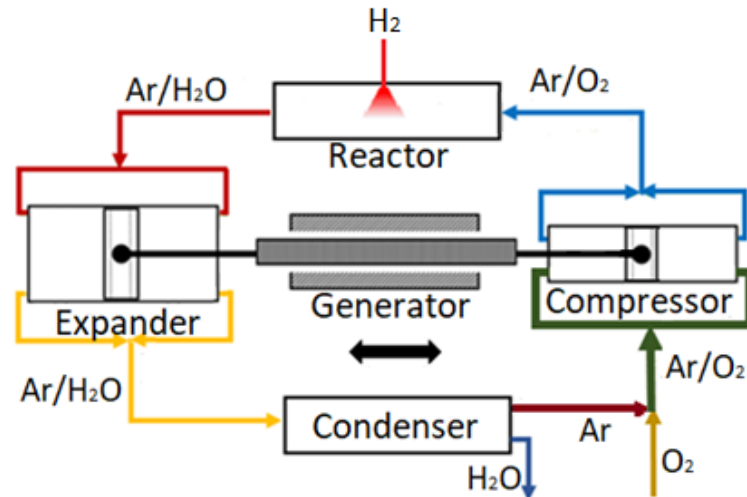 H₂
Ar/H₂O
Ar/O₂
Reactor
Generator
Expander
Compressor
Ar/H₂O
Ar/O₂
Condenser
Ar
H₂O
O₂